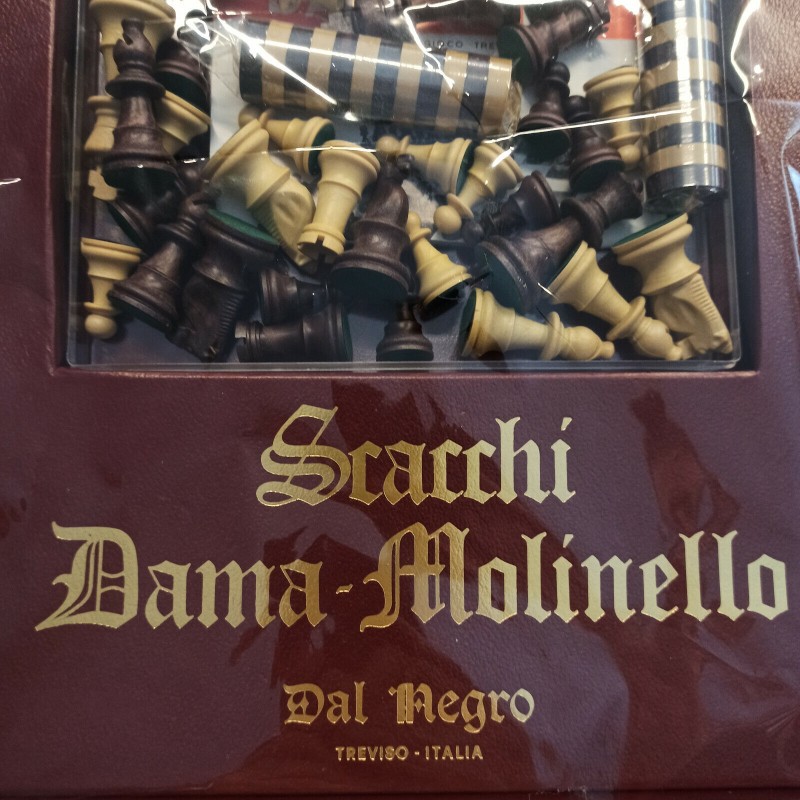 Scacchi
Dama-Molinello
Dal Negro
TREVISO - ITALIA